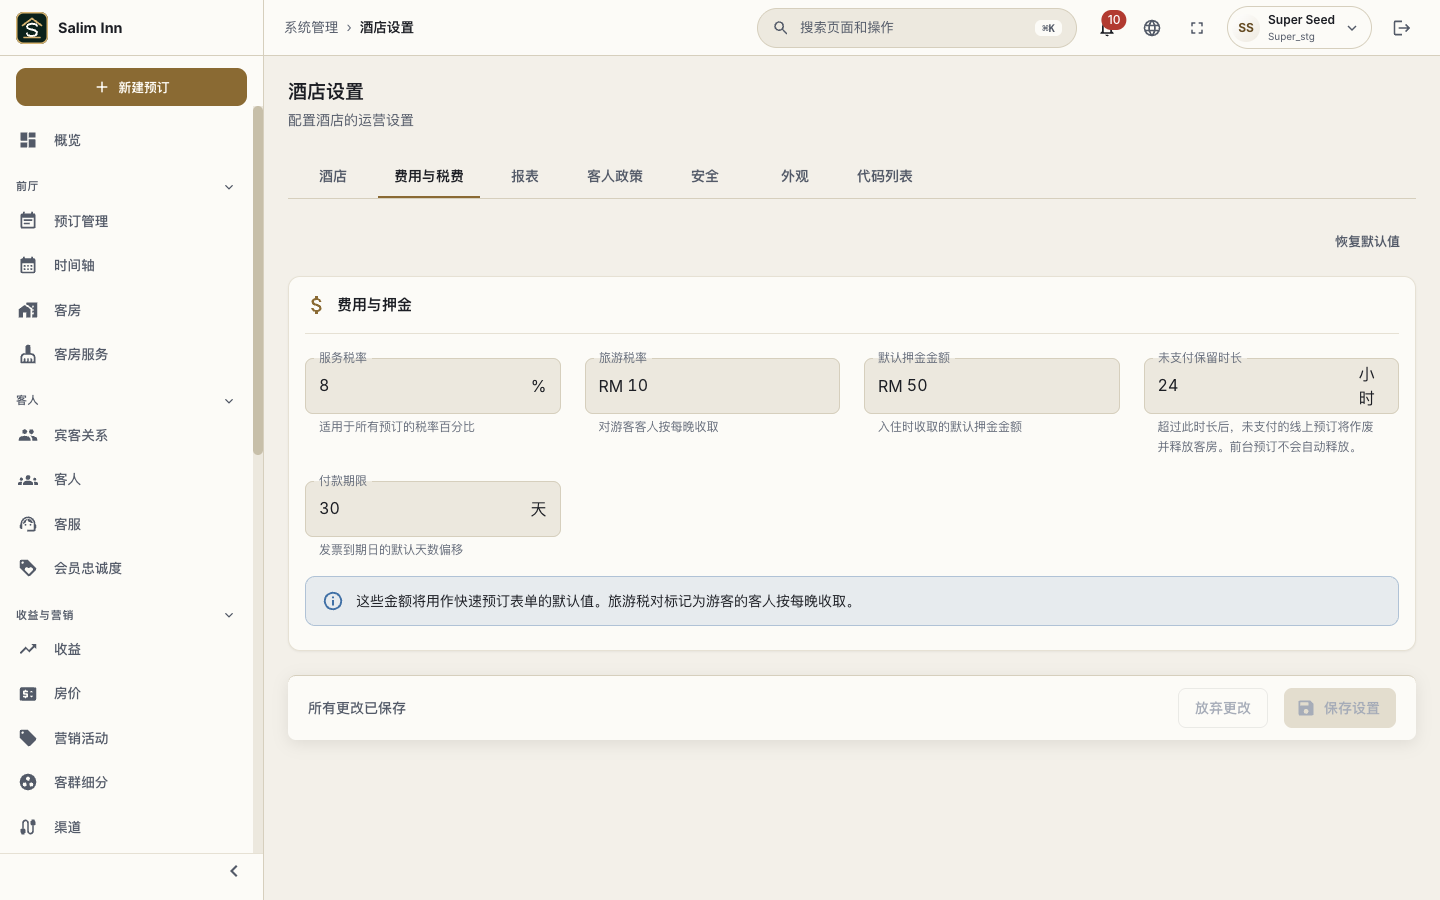 Salim Inn
系统管理 › 酒店设置
搜索页面和操作
⌘K
10
SS
Super Seed
Super_stg
新建预订
概览
前厅
预订管理
时间轴
客房
客房服务
客人
宾客关系
客人
客服
会员忠诚度
收益与营销
收益
房价
营销活动
客群细分
渠道
酒店设置
配置酒店的运营设置
酒店 费用与税费 报表 客人政策 安全 外观 代码列表
恢复默认值
费用与押金
服务税率
8 %
适用于所有预订的税率百分比
旅游税率
RM 10
对游客客人按每晚收取
默认押金金额
RM 50
入住时收取的默认押金金额
未支付保留时长
24 小时
超过此时长后，未支付的线上预订将作废
并释放客房。前台预订不会自动释放。
付款期限
30 天
发票到期日的默认天数偏移
这些金额将用作快速预订表单的默认值。旅游税对标记为游客的客人按每晚收取。
所有更改已保存
放弃更改
保存设置